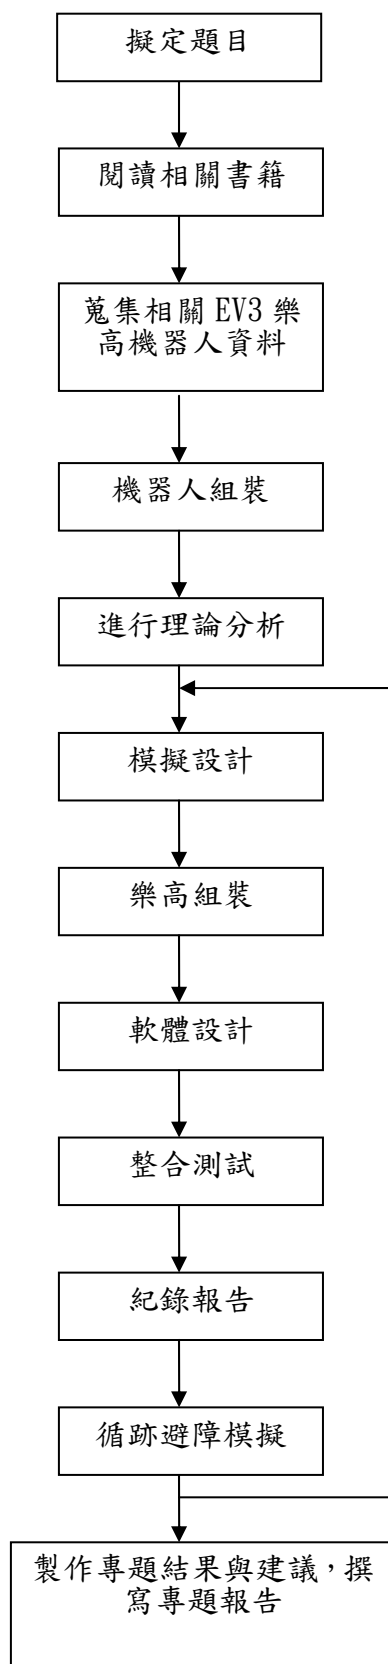 擬定題目
閱讀相關書籍
蒐集相關 EV3 樂
高機器人資料
機器人組裝
進行理論分析
模擬設計
樂高組裝
軟體設計
整合測試
紀錄報告
循跡避障模擬
製作專題結果與建議，撰
寫專題報告